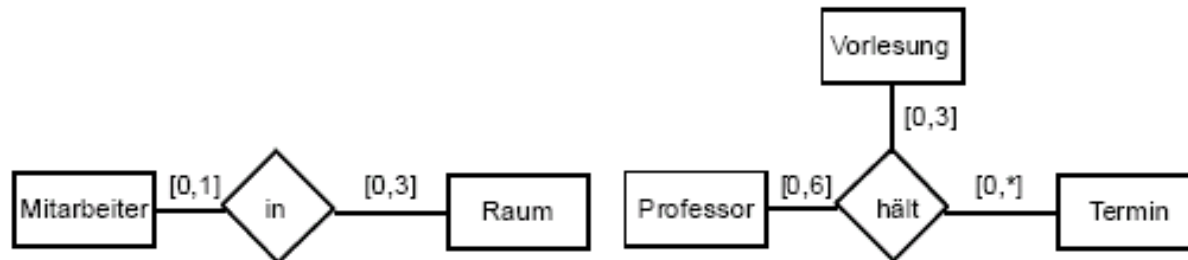 Vorlesung
[0,3]
Mitarbeiter [0,1] in [0,3] Raum
Professor [0,6] hält [0,*] Termin